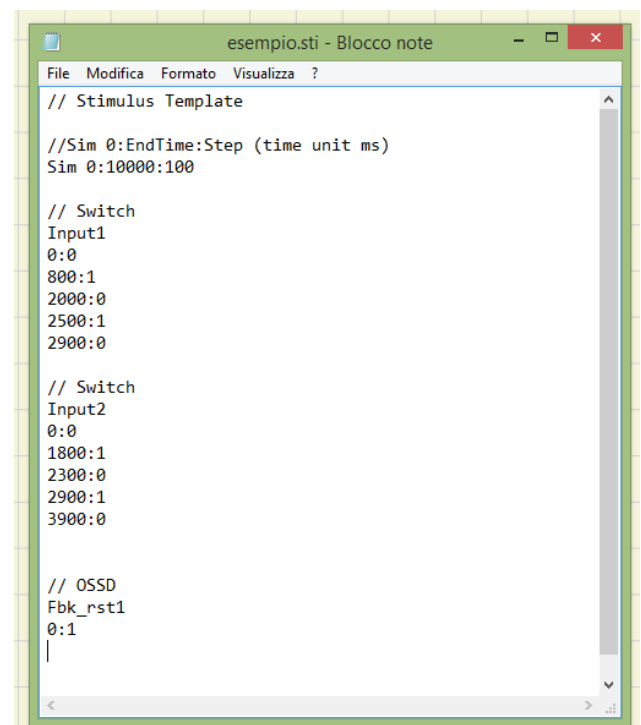 esempio.sti - Blocco note
File Modifica Formato Visualizza ?
// Stimulus Template
//Sim 0:EndTime:Step (time unit ms)
Sim 0:10000:100
// Switch
Input1
0:0
800:1
2000:0
2500:1
2900:0
// Switch
Input2
0:0
1800:1
2300:0
2900:1
3900:0
// OSSD
Fbk_rst1
0:1